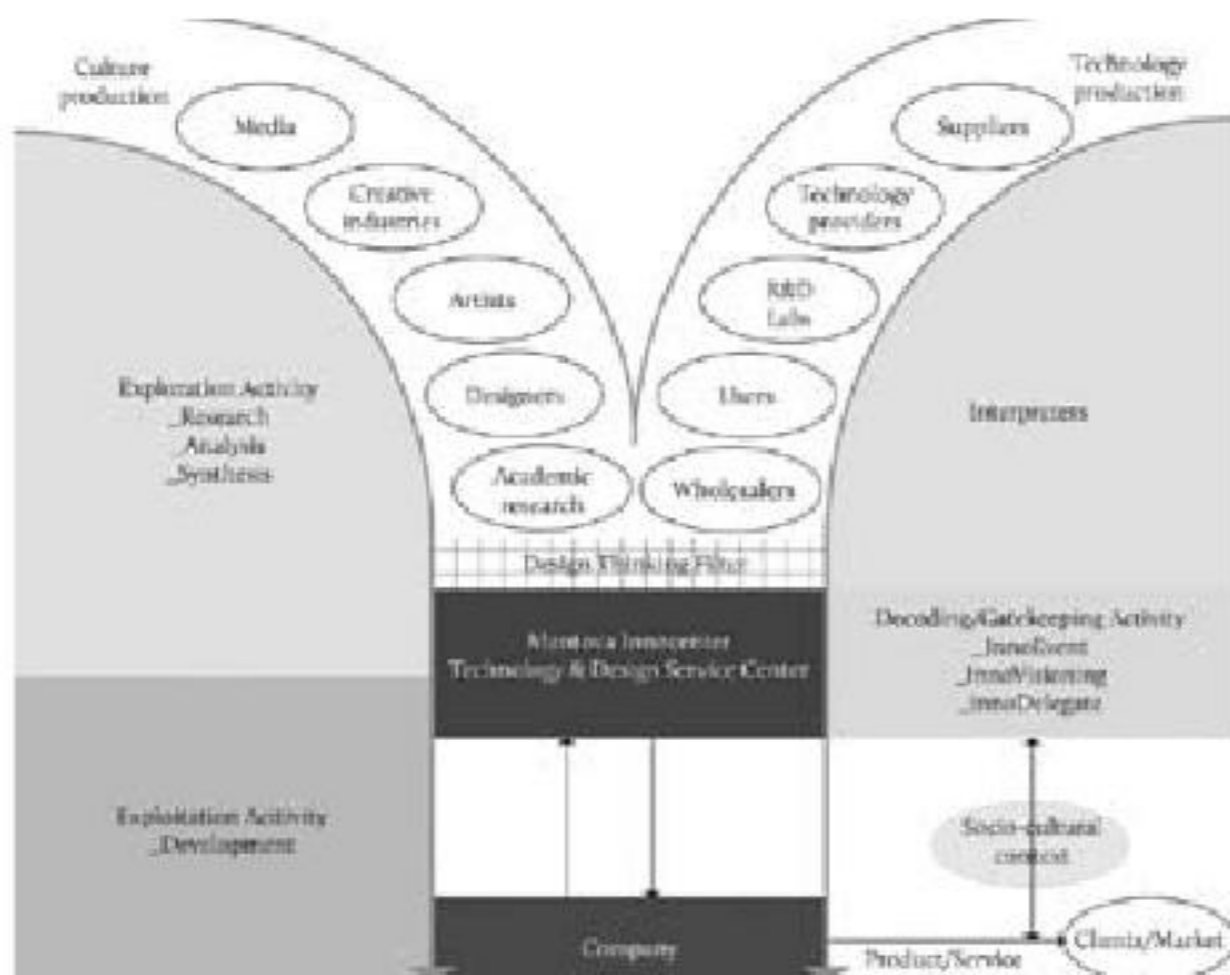 Culture
production
Media
Creative
industries
Artists
Designers
Academic
research
Technology
production
Suppliers
Technology
providers
R&D
Labs
Users
Wholesalers
Exploration Activity
_Research
_Analysis
_Synthesis
Interpreters
Design Thinking Filter
Mantova Innocenter
Technology & Design Service Center
Decoding/Gatekeeping Activity
_InnoEvent
_InnoVisioning
_InnoDelegate
Exploitation Activity
_Development
Socio-cultural
context
Company
Product/Service
Clients/Market